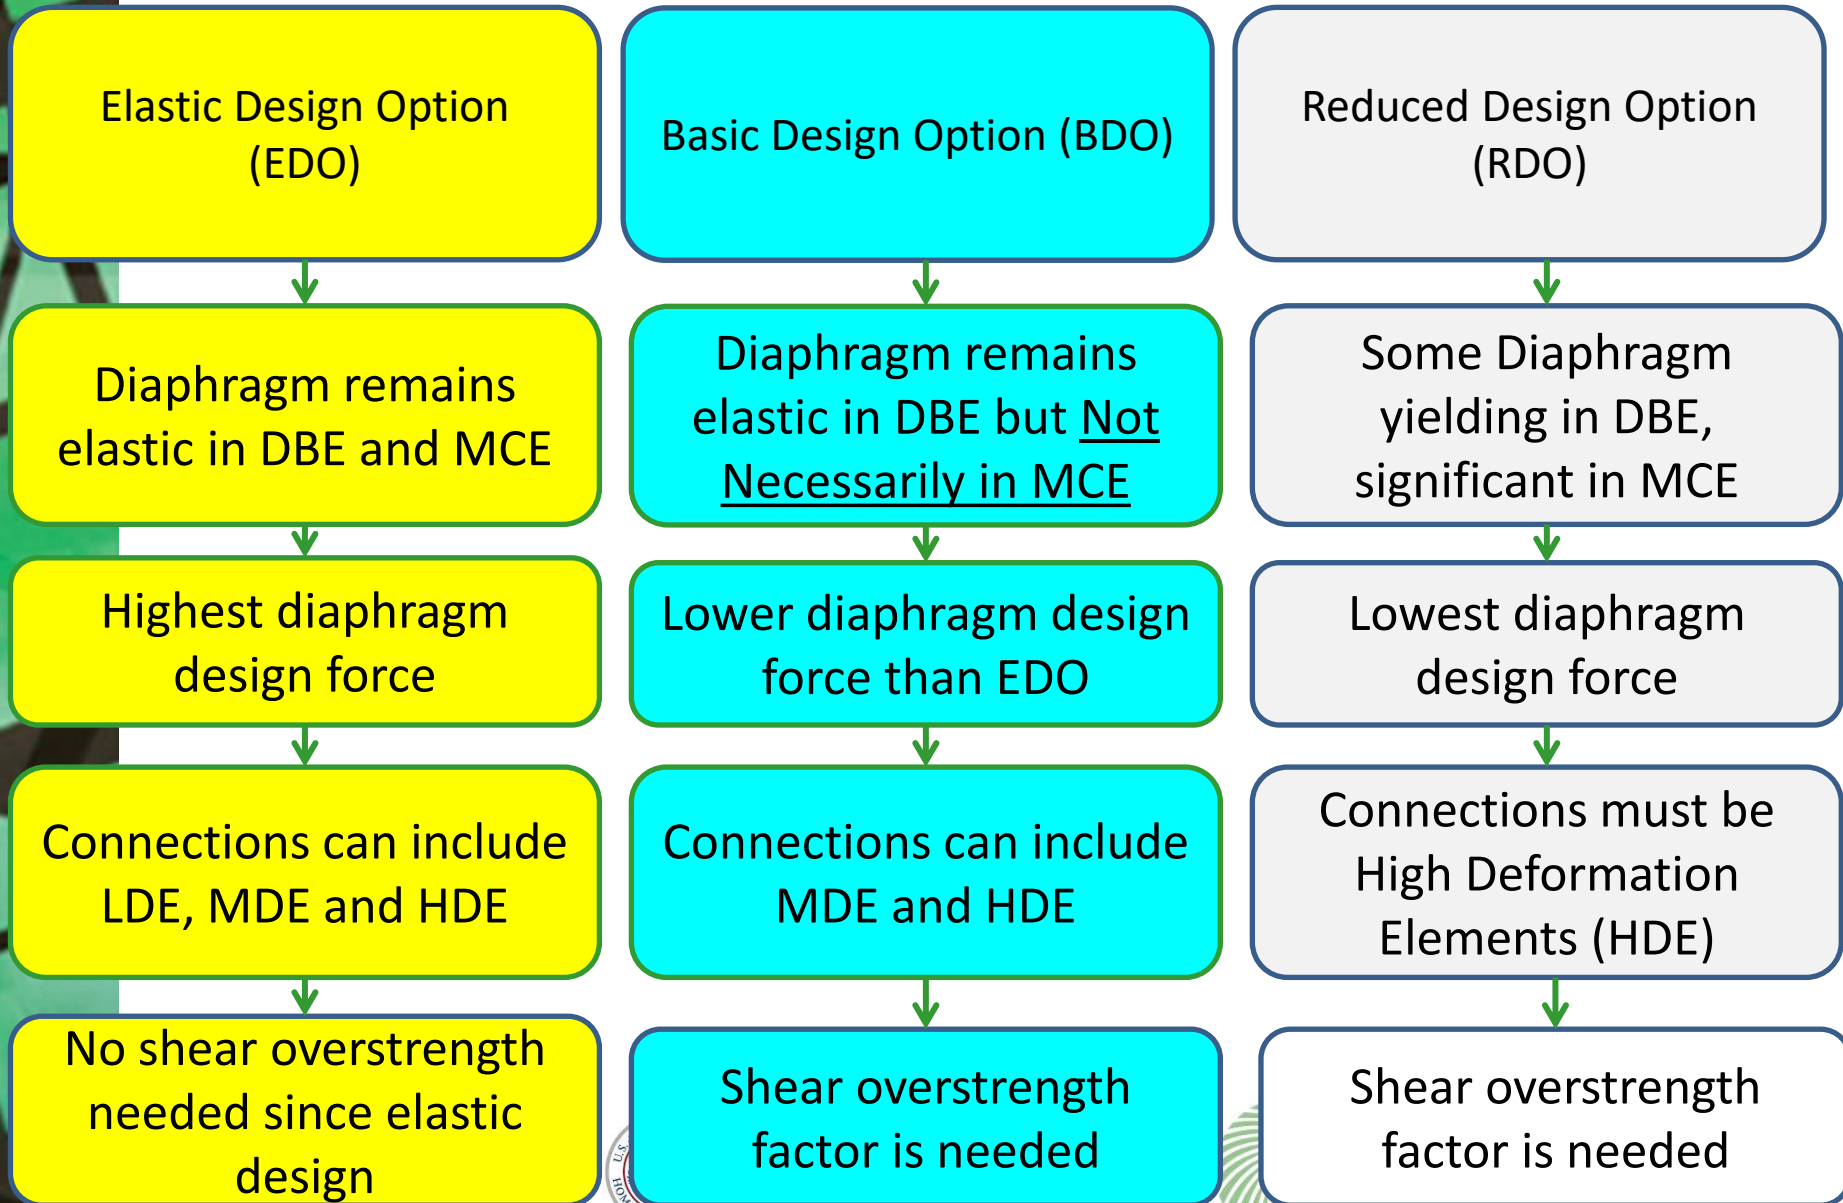 Elastic Design Option
(EDO)
Basic Design Option (BDO)
Reduced Design Option
(RDO)
Diaphragm remains
elastic in DBE and MCE
Diaphragm remains
elastic in DBE but Not
Necessarily in MCE
Some Diaphragm
yielding in DBE,
significant in MCE
Highest diaphragm
design force
Lower diaphragm design
force than EDO
Lowest diaphragm
design force
Connections can include
LDE, MDE and HDE
Connections can include
MDE and HDE
Connections must be
High Deformation
Elements (HDE)
No shear overstrength
needed since elastic
design
Shear overstrength
factor is needed
Shear overstrength
factor is needed
U.S.